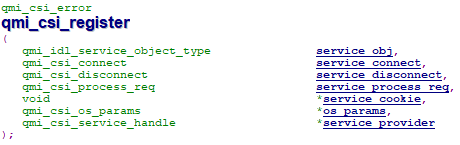 qmi_csi_error
qmi_csi_register
(
qmi_idl_service_object_type service_obj,
qmi_csi_connect service_connect,
qmi_csi_disconnect service_disconnect,
qmi_csi_process_req service_process_req,
void *service_cookie,
qmi_csi_os_params *os_params,
qmi_csi_service_handle *service_provider
);